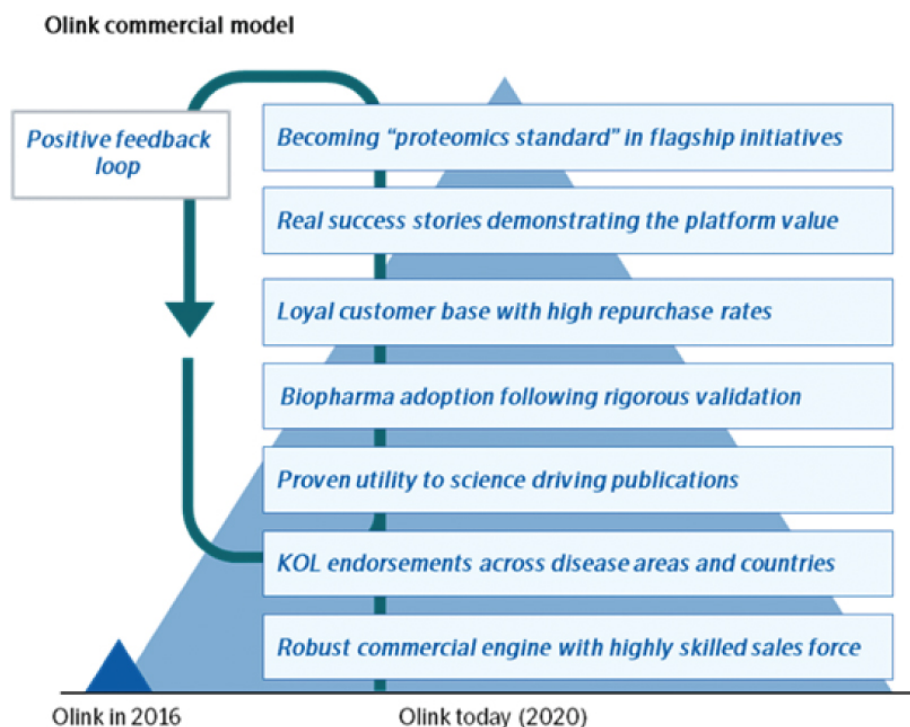 Olink commercial model
Positive feedback
loop
Becoming “proteomics standard” in flagship initiatives
Real success stories demonstrating the platform value
Loyal customer base with high repurchase rates
Biopharma adoption following rigorous validation
Proven utility to science driving publications
KOL endorsements across disease areas and countries
Robust commercial engine with highly skilled sales force
Olink in 2016
Olink today (2020)